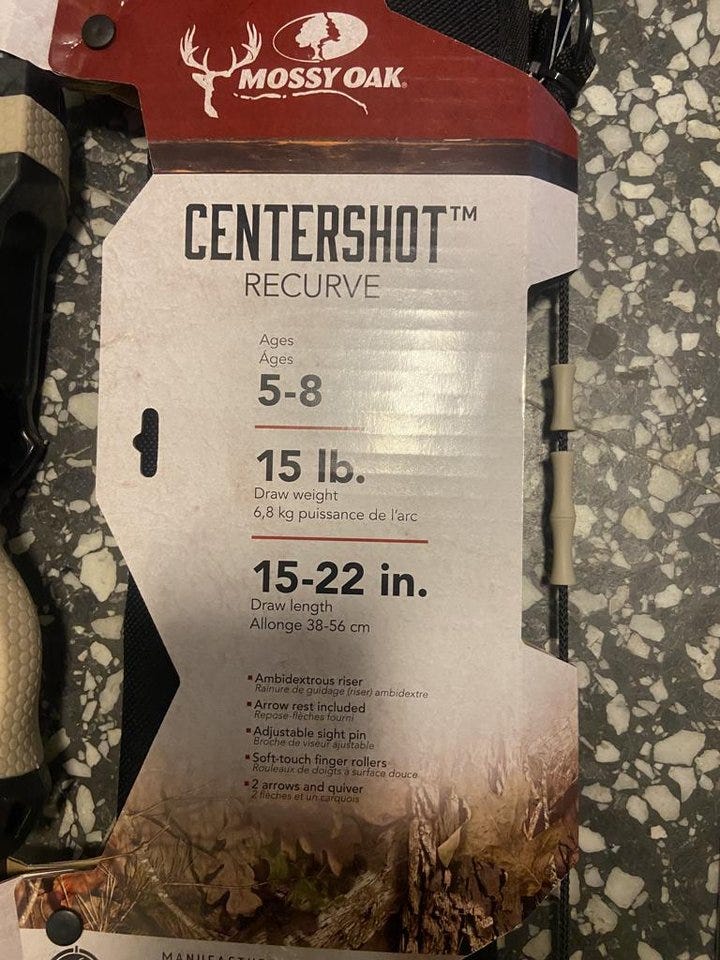 MOSSY OAK®
CENTERSHOT™
RECURVE
Ages
Âges
5-8
15 lb.
Draw weight
6,8 kg puissance de l'arc
15-22 in.
Draw length
Allonge 38-56 cm
▪ Ambidextrous riser
Rainure de guidage (riser) ambidextre
▪ Arrow rest included
Repose-flèches fourni
▪ Adjustable sight pin
Broche de viseur ajustable
▪ Soft-touch finger rollers
Rouleaux de doigts à surface douce
▪ 2 arrows and quiver
2 flèches et un carquois